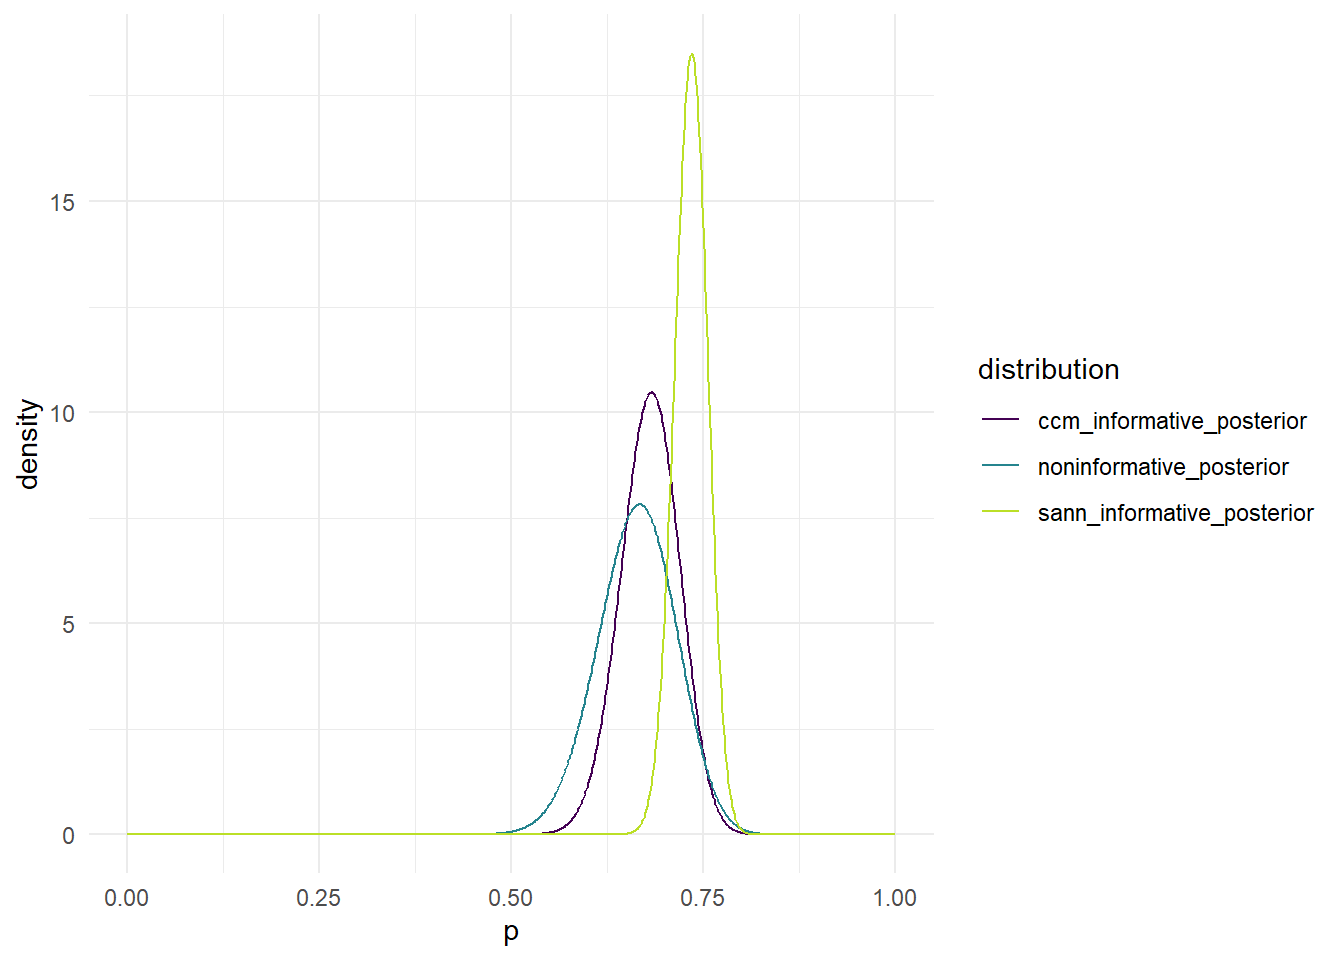 15
10
5
0
density
0.00
0.25
0.50
0.75
1.00
p
distribution
ccm_informative_posterior
noninformative_posterior
sann_informative_posterior